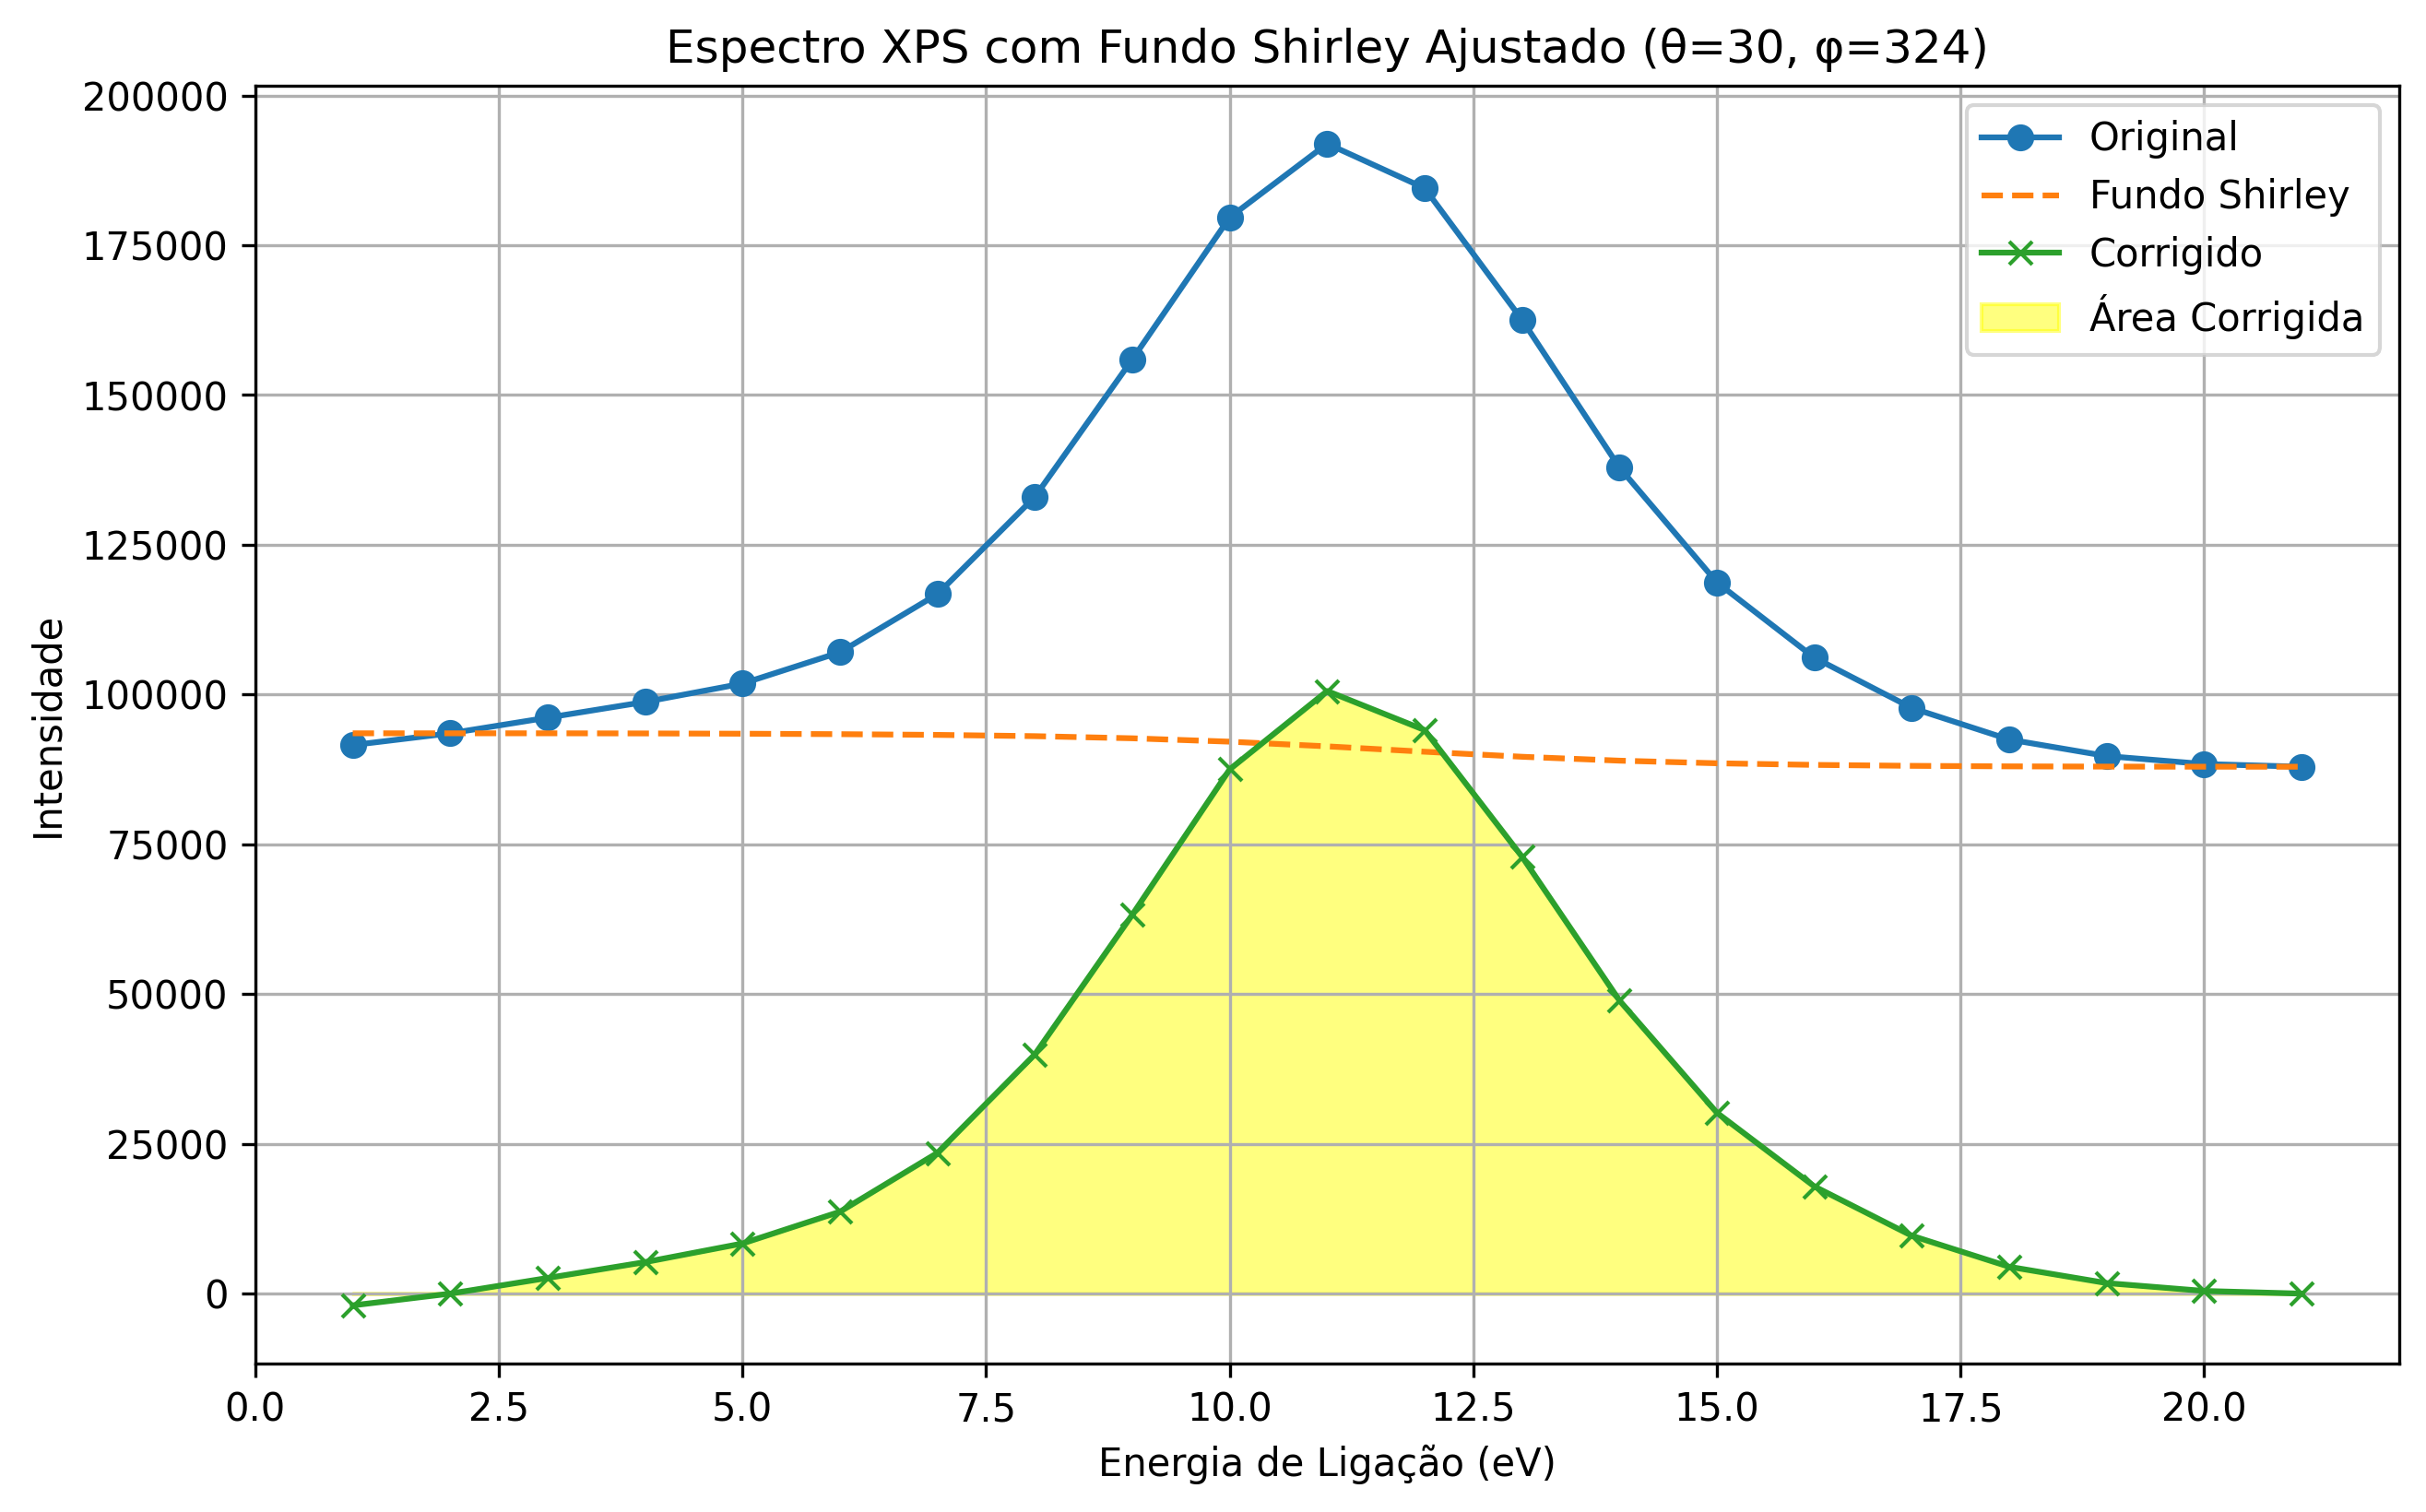 Espectro XPS com Fundo Shirley Ajustado (θ=30, φ=324)
200000
175000
150000
125000
100000
75000
50000
25000
0
Intensidade
Original
Fundo Shirley
Corrigido
Área Corrigida
0.0 2.5 5.0 7.5 10.0 12.5 15.0 17.5 20.0
Energia de Ligação (eV)